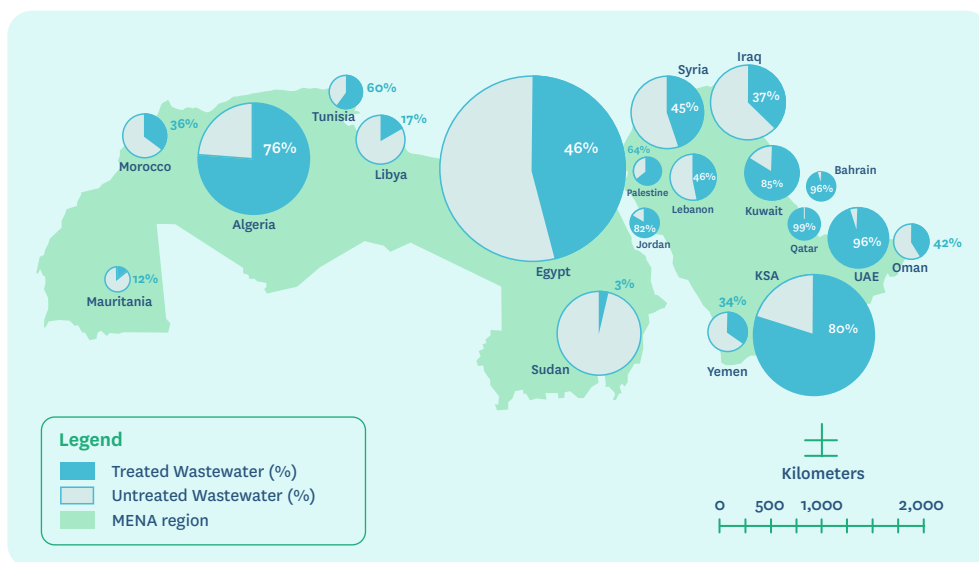 Iraq
Syria
37%
45%
60%
Tunisia
17%
36%
Morocco
Libya
76%
Algeria
46%
Egypt
64%
Palestine
46%
Lebanon
82%
Jordan
85%
Kuwait
Bahrain
96%
99%
Qatar
96%
UAE
42%
Oman
KSA
80%
34%
Yemen
12%
Mauritania
3%
Sudan
Legend
Treated Wastewater (%)
Untreated Wastewater (%)
MENA region
Kilometers
0 500 1,000 2,000